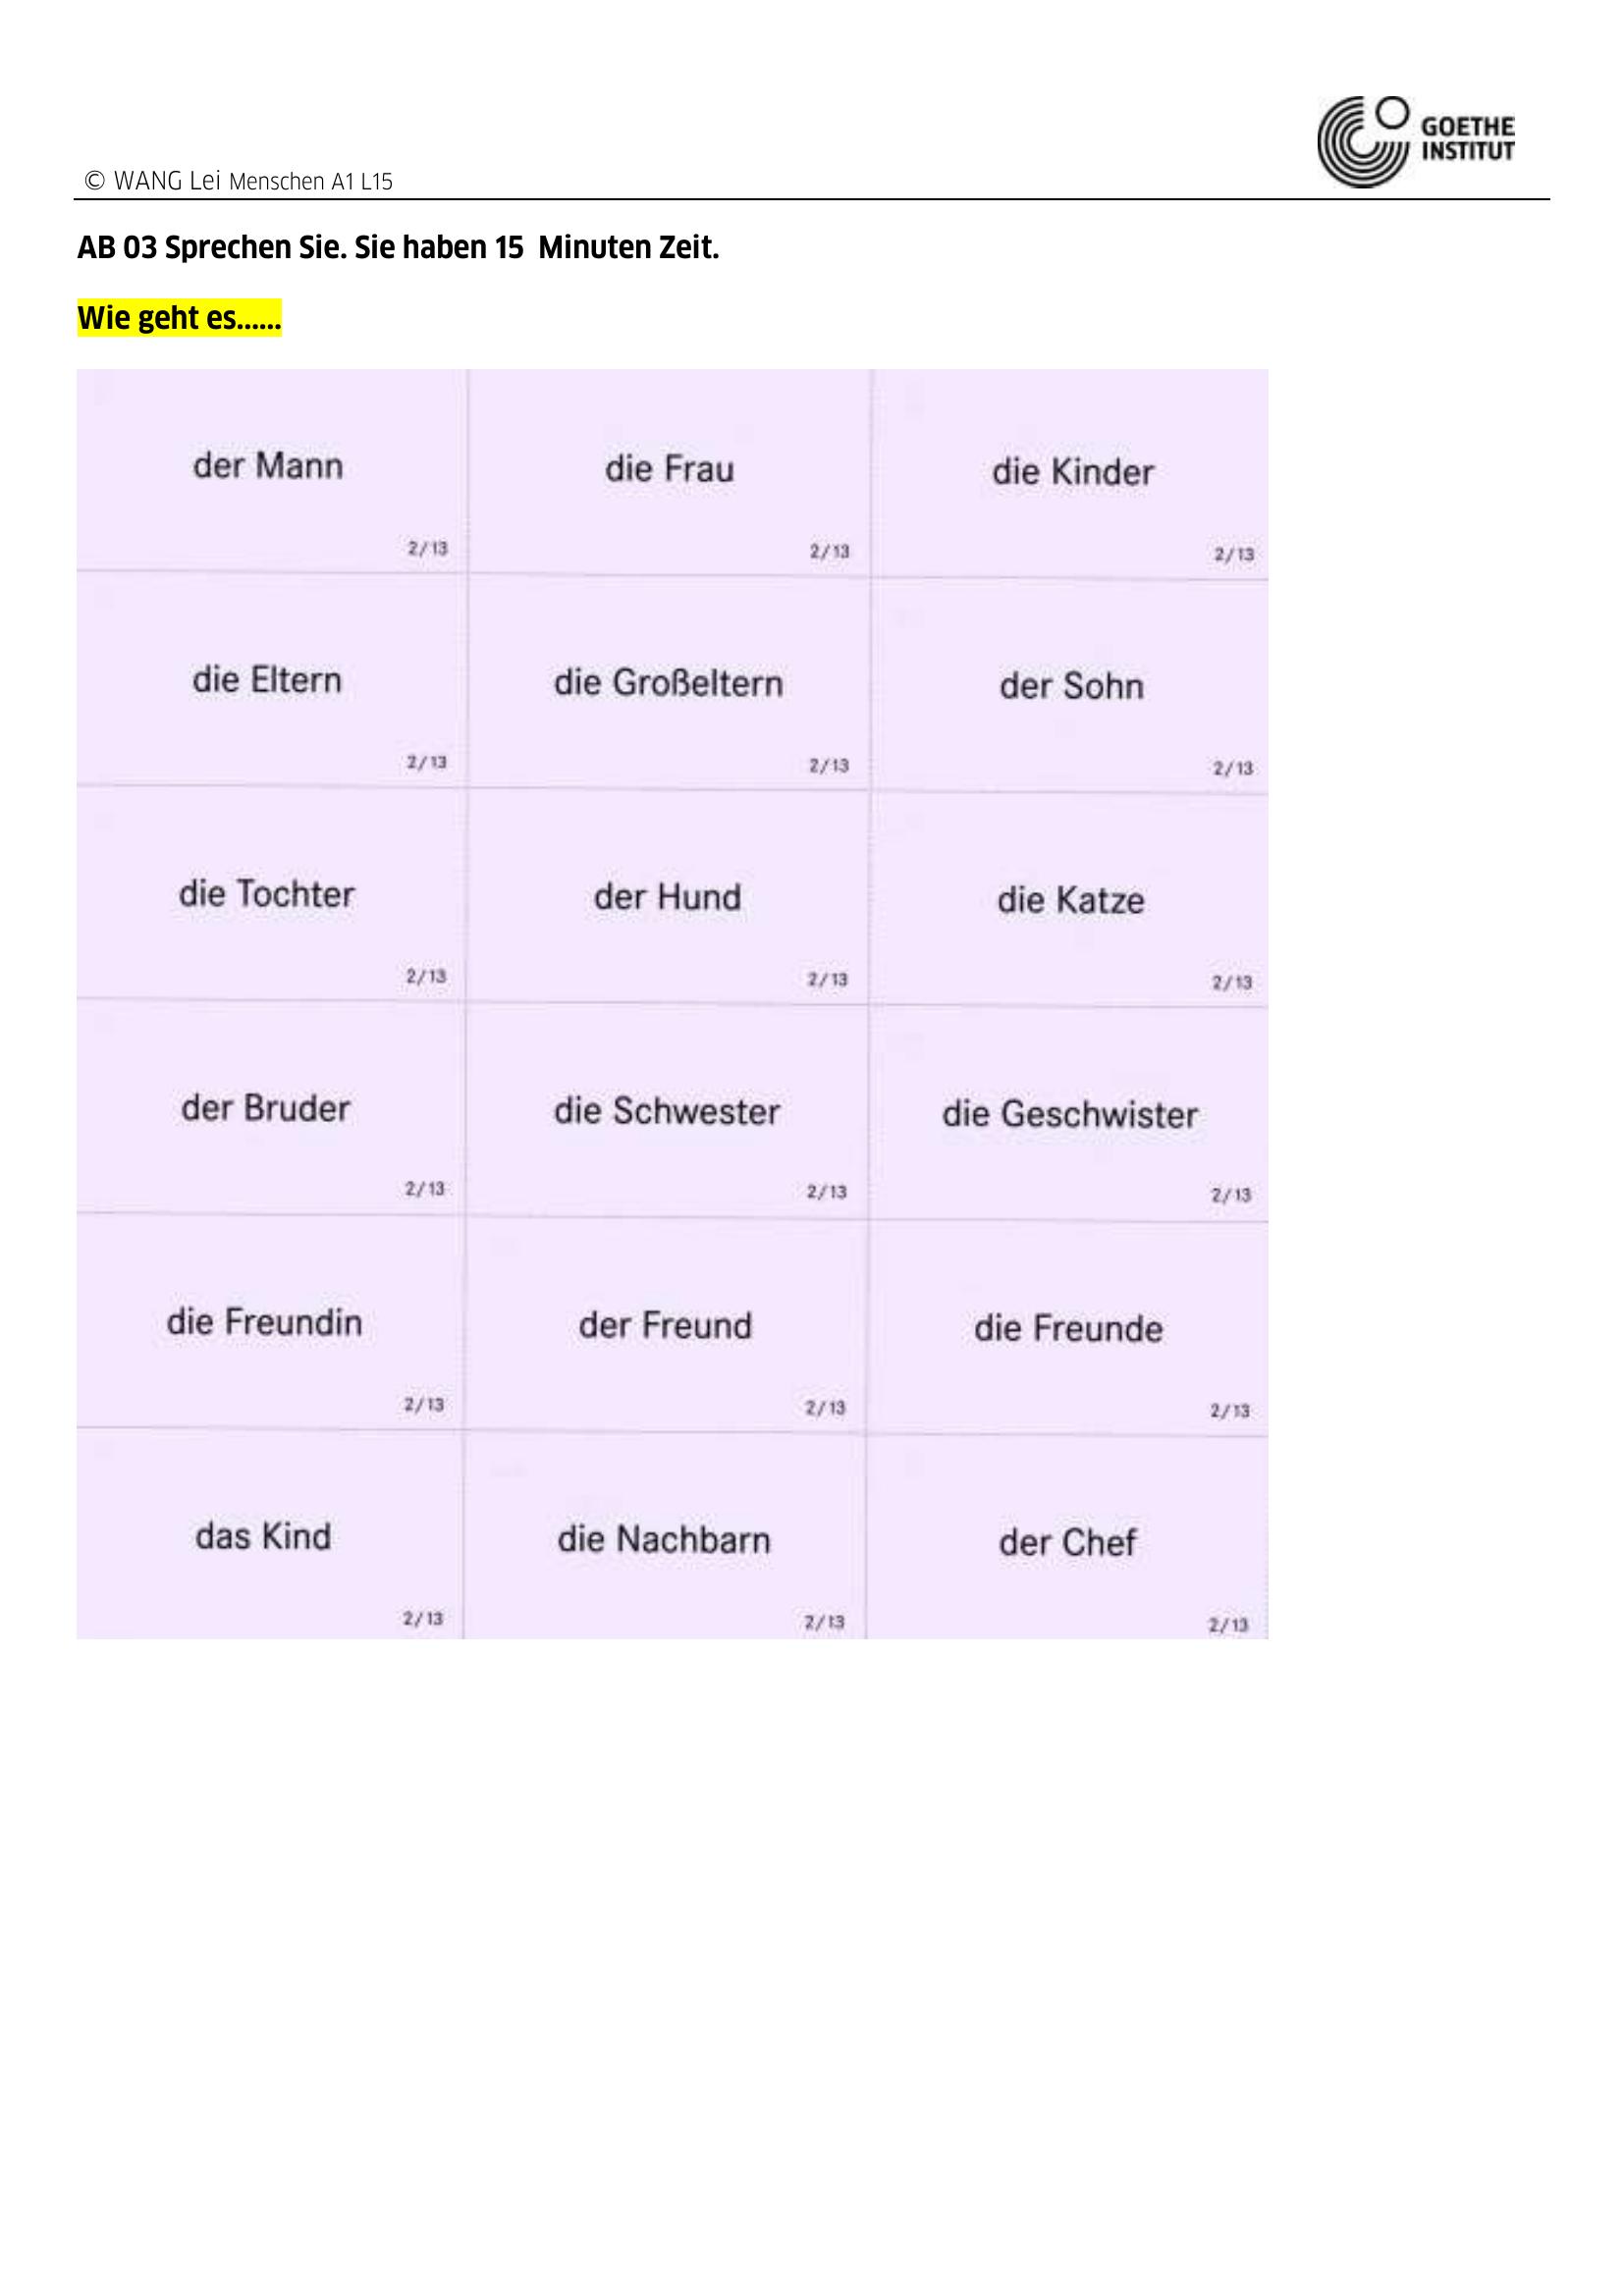 GOETHE
INSTITUT
© WANG Lei Menschen A1 L15
AB 03 Sprechen Sie. Sie haben 15  Minuten Zeit.
Wie geht es……
der Mann
die Frau
die Kinder
2/13
2/13
2/13
die Eltern
die Großeltern
der Sohn
2/13
2/13
2/13
die Tochter
der Hund
die Katze
2/13
2/13
2/13
der Bruder
die Schwester
die Geschwister
2/13
2/13
2/13
die Freundin
der Freund
die Freunde
2/13
2/13
2/13
das Kind
die Nachbarn
der Chef
2/13
2/13
2/13